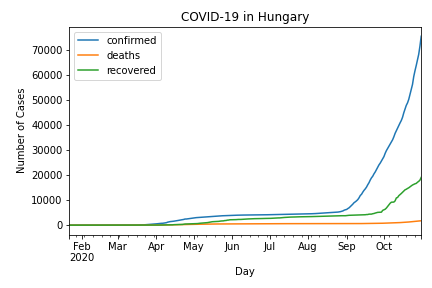 COVID-19 in Hungary
confirmed
deaths
recovered
Number of Cases
70000
60000
50000
40000
30000
20000
10000
0
Feb Mar Apr May Jun Jul Aug Sep Oct
2020
Day